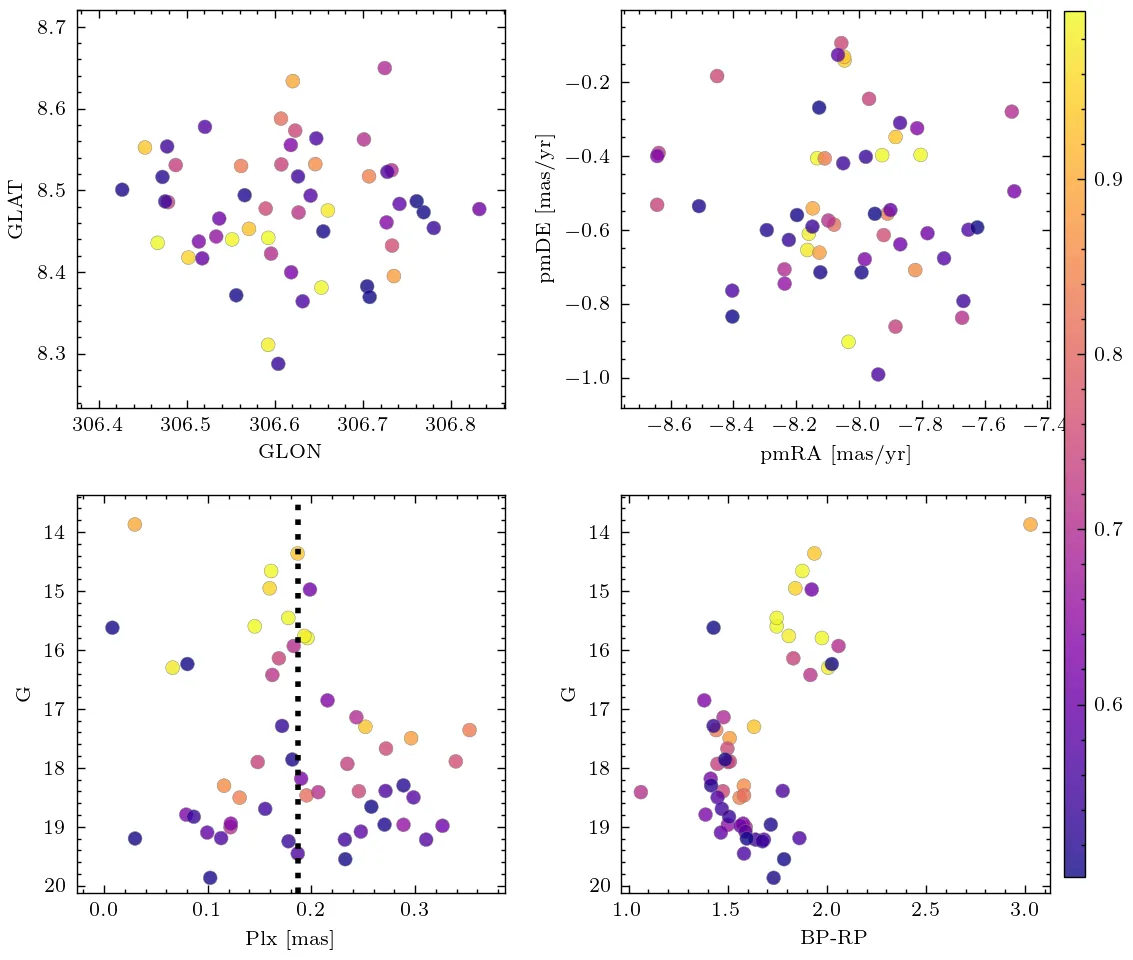 8.7
8.6
8.5
8.4
8.3
GLAT
306.4 306.5 306.6 306.7 306.8
GLON
−0.2
−0.4
−0.6
−0.8
−1.0
pmDE [mas/yr]
−8.6 −8.4 −8.2 −8.0 −7.8 −7.6 −7.4
pmRA [mas/yr]
0.9
0.8
0.7
0.6
14
15
16
17
18
19
20
G
0.0 0.1 0.2 0.3
Plx [mas]
14
15
16
17
18
19
20
G
1.0 1.5 2.0 2.5 3.0
BP-RP